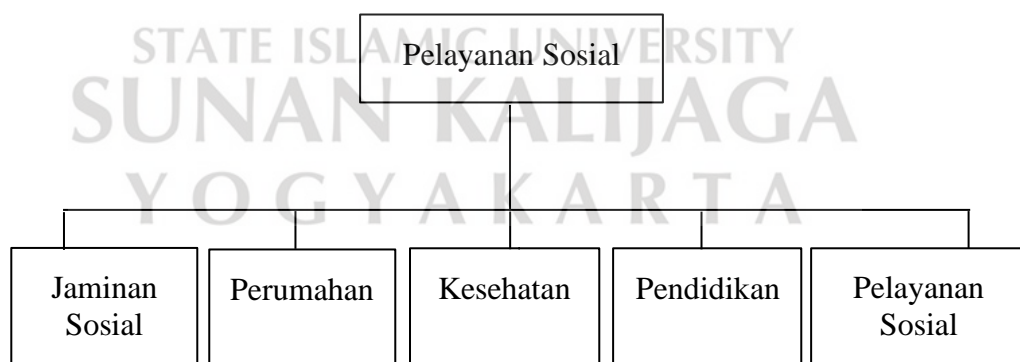 STATE ISLAMIC UNIVERSITY
SUNAN KALIJAGA
YOGYAKARTA
Pelayanan Sosial
Jaminan
Sosial
Perumahan
Kesehatan
Pendidikan
Pelayanan
Sosial